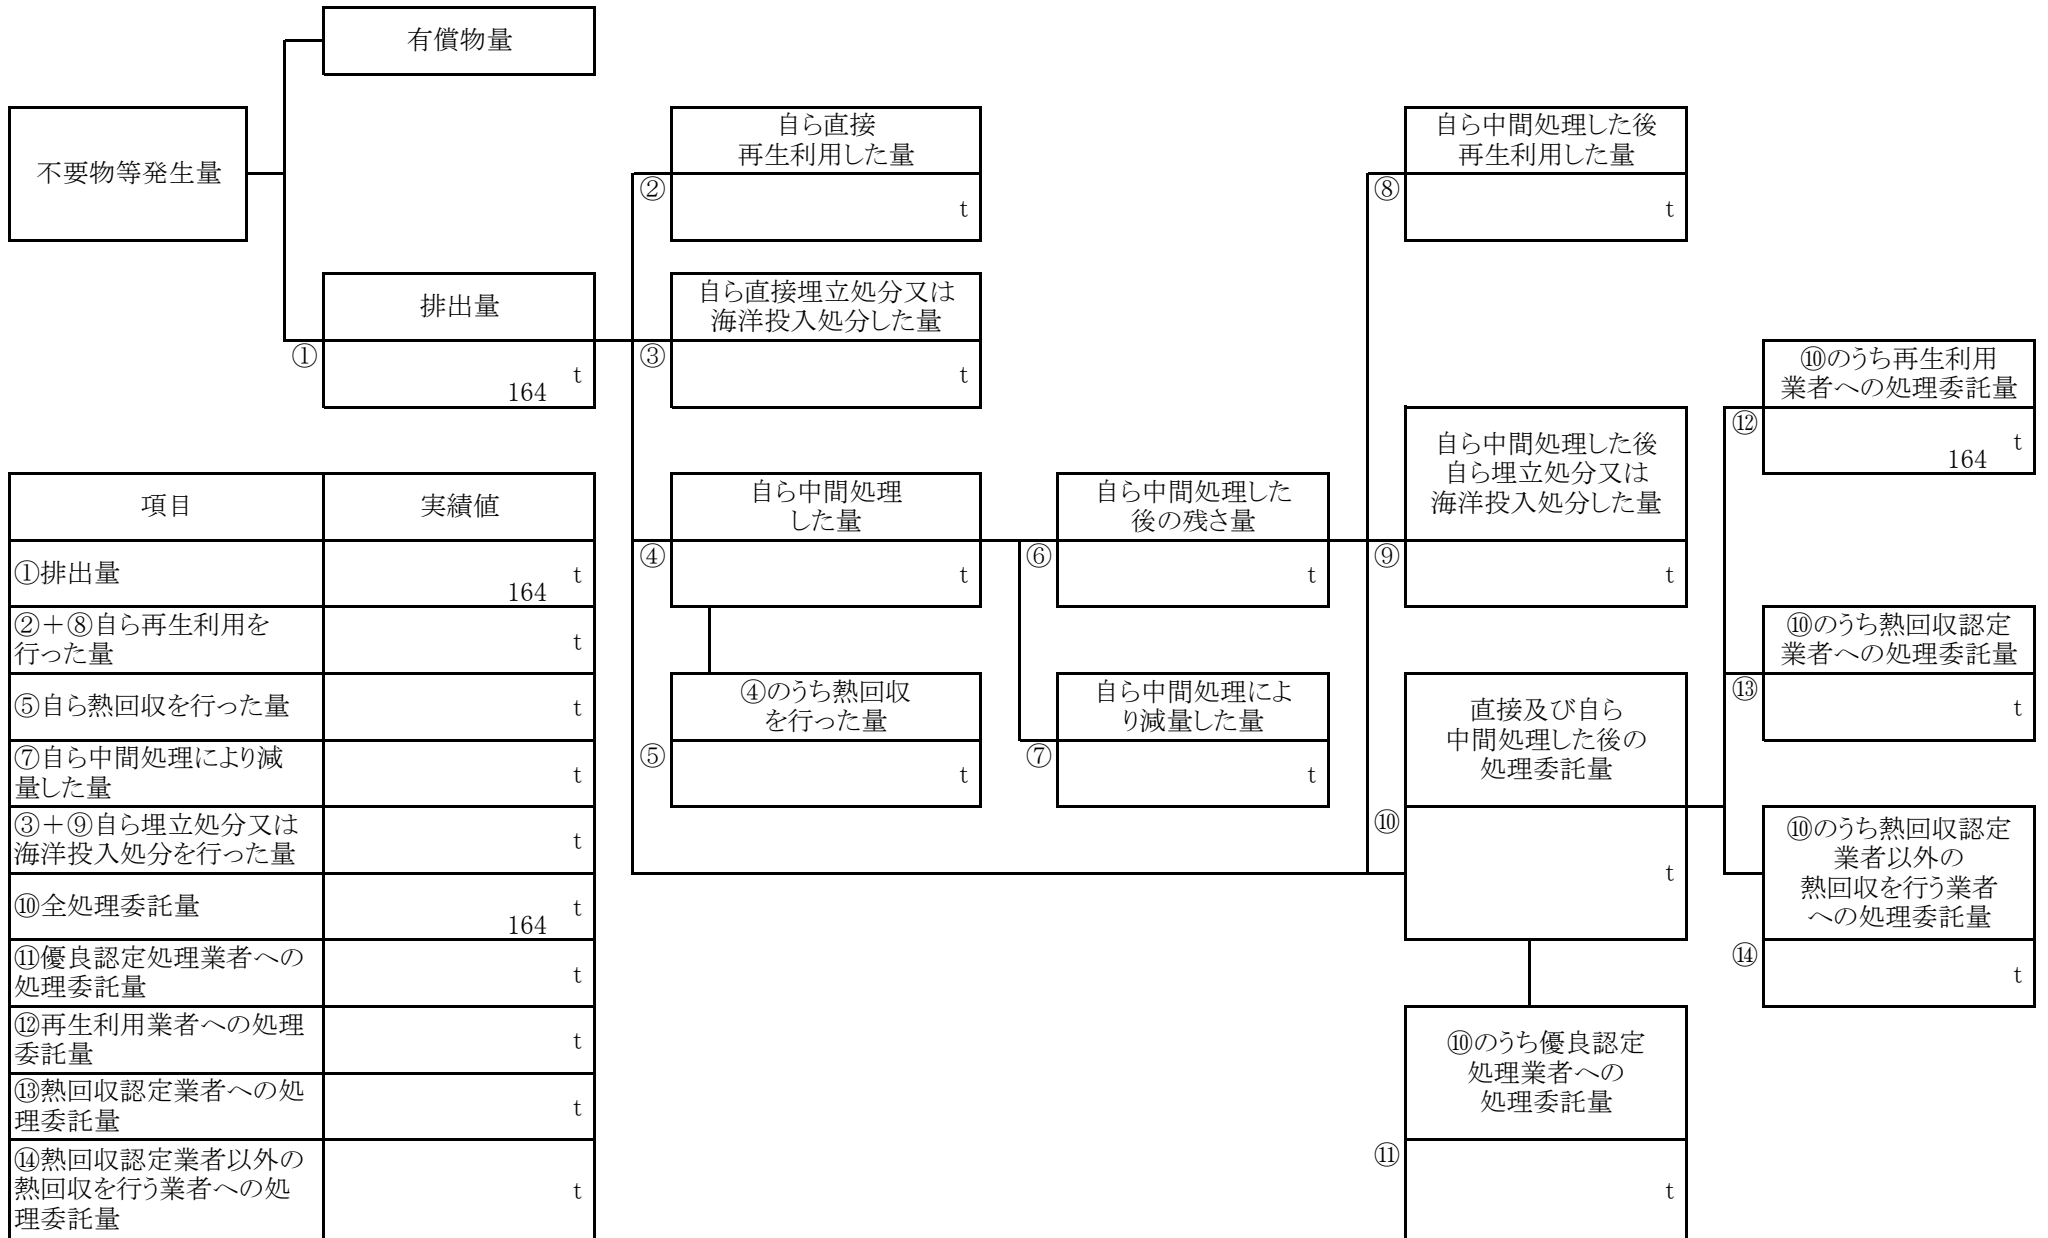 有償物量
不要物等発生量
自ら直接
再生利用した量
②
t
自ら中間処理した後
再生利用した量
⑧
t
排出量
①
t
164
自ら直接埋立処分又は
海洋投入処分した量
③
t
⑩のうち再生利用
業者への処理委託量
⑫
t
164
自ら中間処理
した量
④
t
自ら中間処理した
後の残さ量
⑥
t
自ら中間処理した後
自ら埋立処分又は
海洋投入処分した量
⑨
t
⑩のうち熱回収認定
業者への処理委託量
⑬
t
④のうち熱回収
を行った量
⑤
t
自ら中間処理によ
り減量した量
⑦
t
直接及び自ら
中間処理した後の
処理委託量
⑩
t
⑩のうち熱回収認定
業者以外の
熱回収を行う業者
への処理委託量
⑭
t
⑩のうち優良認定
処理業者への
処理委託量
⑪
t
項目 実績値
①排出量 t
164
②＋⑧自ら再生利用を
行った量 t
⑤自ら熱回収を行った量 t
⑦自ら中間処理により減
量した量 t
③＋⑨自ら埋立処分又は
海洋投入処分を行った量 t
⑩全処理委託量 t
164
⑪優良認定処理業者への
処理委託量 t
⑫再生利用業者への処理
委託量 t
⑬熱回収認定業者への処
理委託量 t
⑭熱回収認定業者以外の
熱回収を行う業者への処 t
理委託量